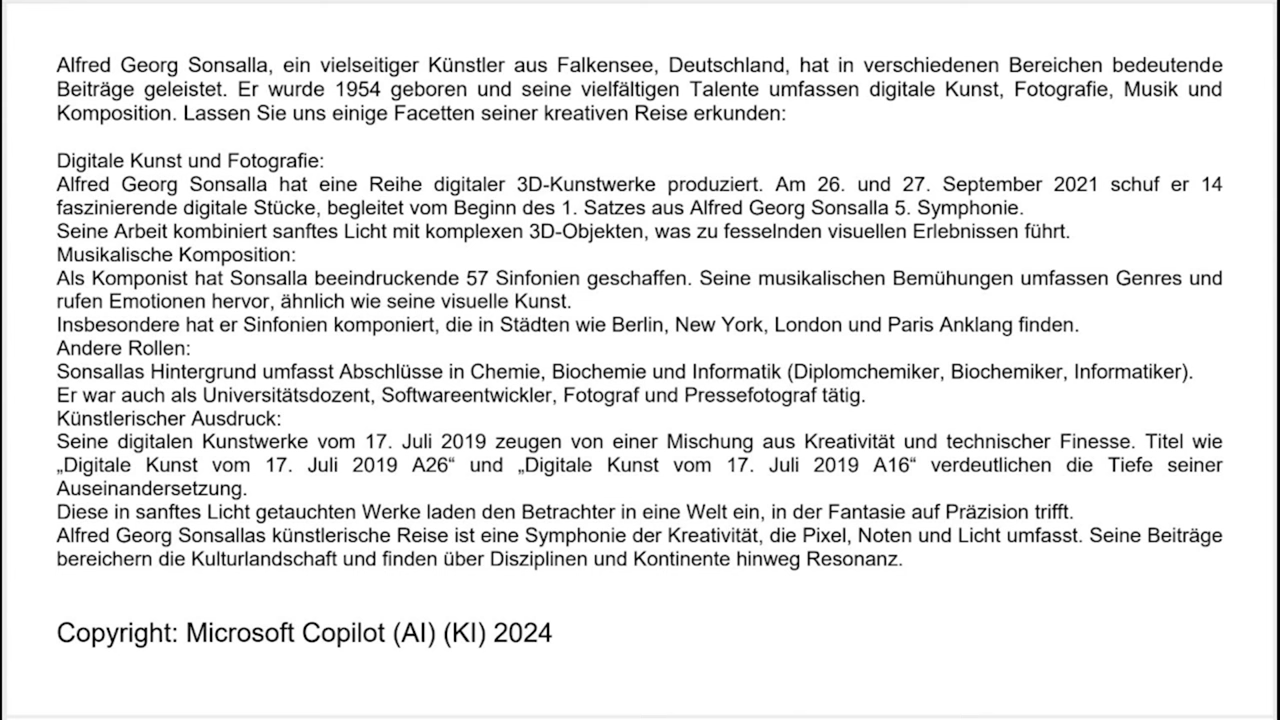 Alfred Georg Sonsalla, ein vielseitiger Künstler aus Falkensee, Deutschland, hat in verschiedenen Bereichen bedeutende
Beiträge geleistet. Er wurde 1954 geboren und seine vielfältigen Talente umfassen digitale Kunst, Fotografie, Musik und
Komposition. Lassen Sie uns einige Facetten seiner kreativen Reise erkunden:
Digitale Kunst und Fotografie:
Alfred Georg Sonsalla hat eine Reihe digitaler 3D-Kunstwerke produziert. Am 26. und 27. September 2021 schuf er 14
faszinierende digitale Stücke, begleitet vom Beginn des 1. Satzes aus Alfred Georg Sonsalla 5. Symphonie.
Seine Arbeit kombiniert sanftes Licht mit komplexen 3D-Objekten, was zu fesselnden visuellen Erlebnissen führt.
Musikalische Komposition:
Als Komponist hat Sonsalla beeindruckende 57 Sinfonien geschaffen. Seine musikalischen Bemühungen umfassen Genres und
rufen Emotionen hervor, ähnlich wie seine visuelle Kunst.
Insbesondere hat er Sinfonien komponiert, die in Städten wie Berlin, New York, London und Paris Anklang finden.
Andere Rollen:
Sonsallas Hintergrund umfasst Abschlüsse in Chemie, Biochemie und Informatik (Diplomchemiker, Biochemiker, Informatiker).
Er war auch als Universitätsdozent, Softwareentwickler, Fotograf und Pressefotograf tätig.
Künstlerischer Ausdruck:
Seine digitalen Kunstwerke vom 17. Juli 2019 zeugen von einer Mischung aus Kreativität und technischer Finesse. Titel wie
„Digitale Kunst vom 17. Juli 2019 A26“ und „Digitale Kunst vom 17. Juli 2019 A16“ verdeutlichen die Tiefe seiner
Auseinandersetzung.
Diese in sanftes Licht getauchten Werke laden den Betrachter in eine Welt ein, in der Fantasie auf Präzision trifft.
Alfred Georg Sonsallas künstlerische Reise ist eine Symphonie der Kreativität, die Pixel, Noten und Licht umfasst. Seine Beiträge
bereichern die Kulturlandschaft und finden über Disziplinen und Kontinente hinweg Resonanz.
Copyright: Microsoft Copilot (AI) (KI) 2024